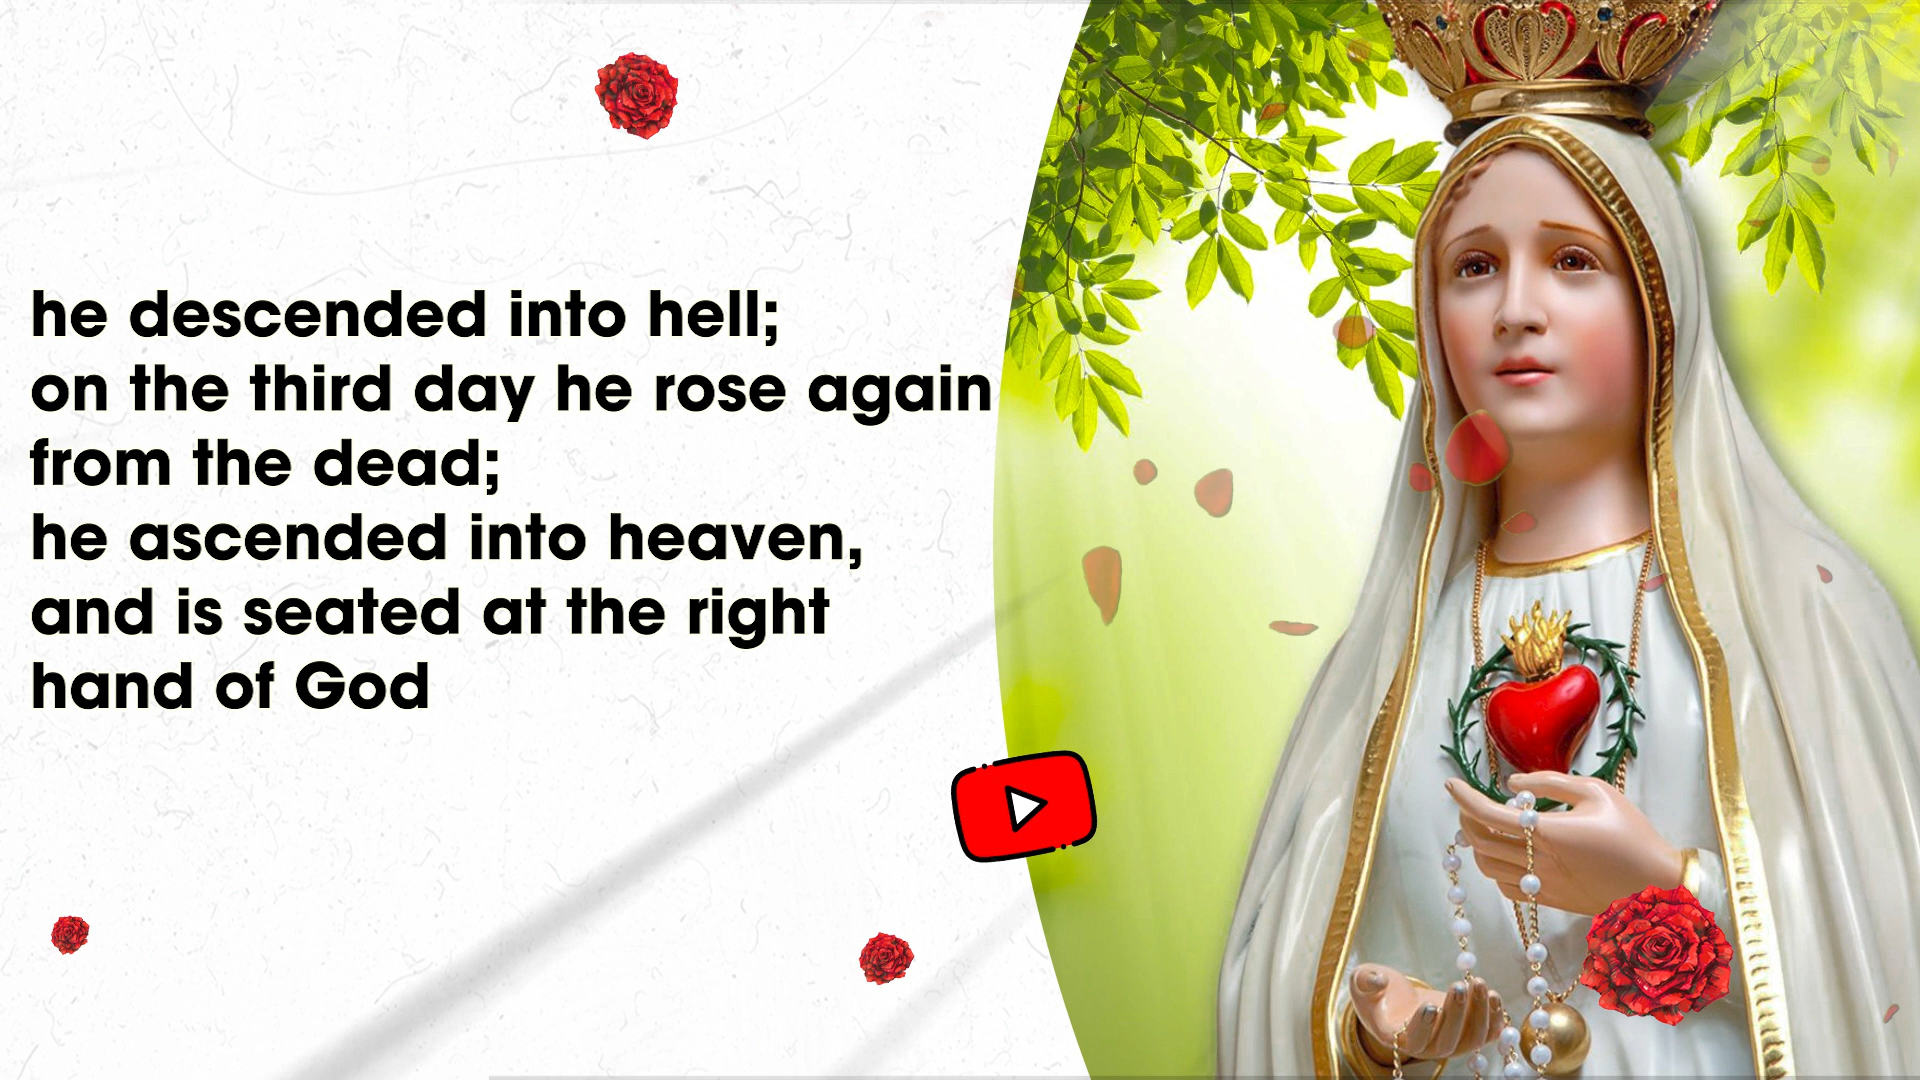 he descended into hell;
on the third day he rose again
from the dead;
he ascended into heaven,
and is seated at the right
hand of God